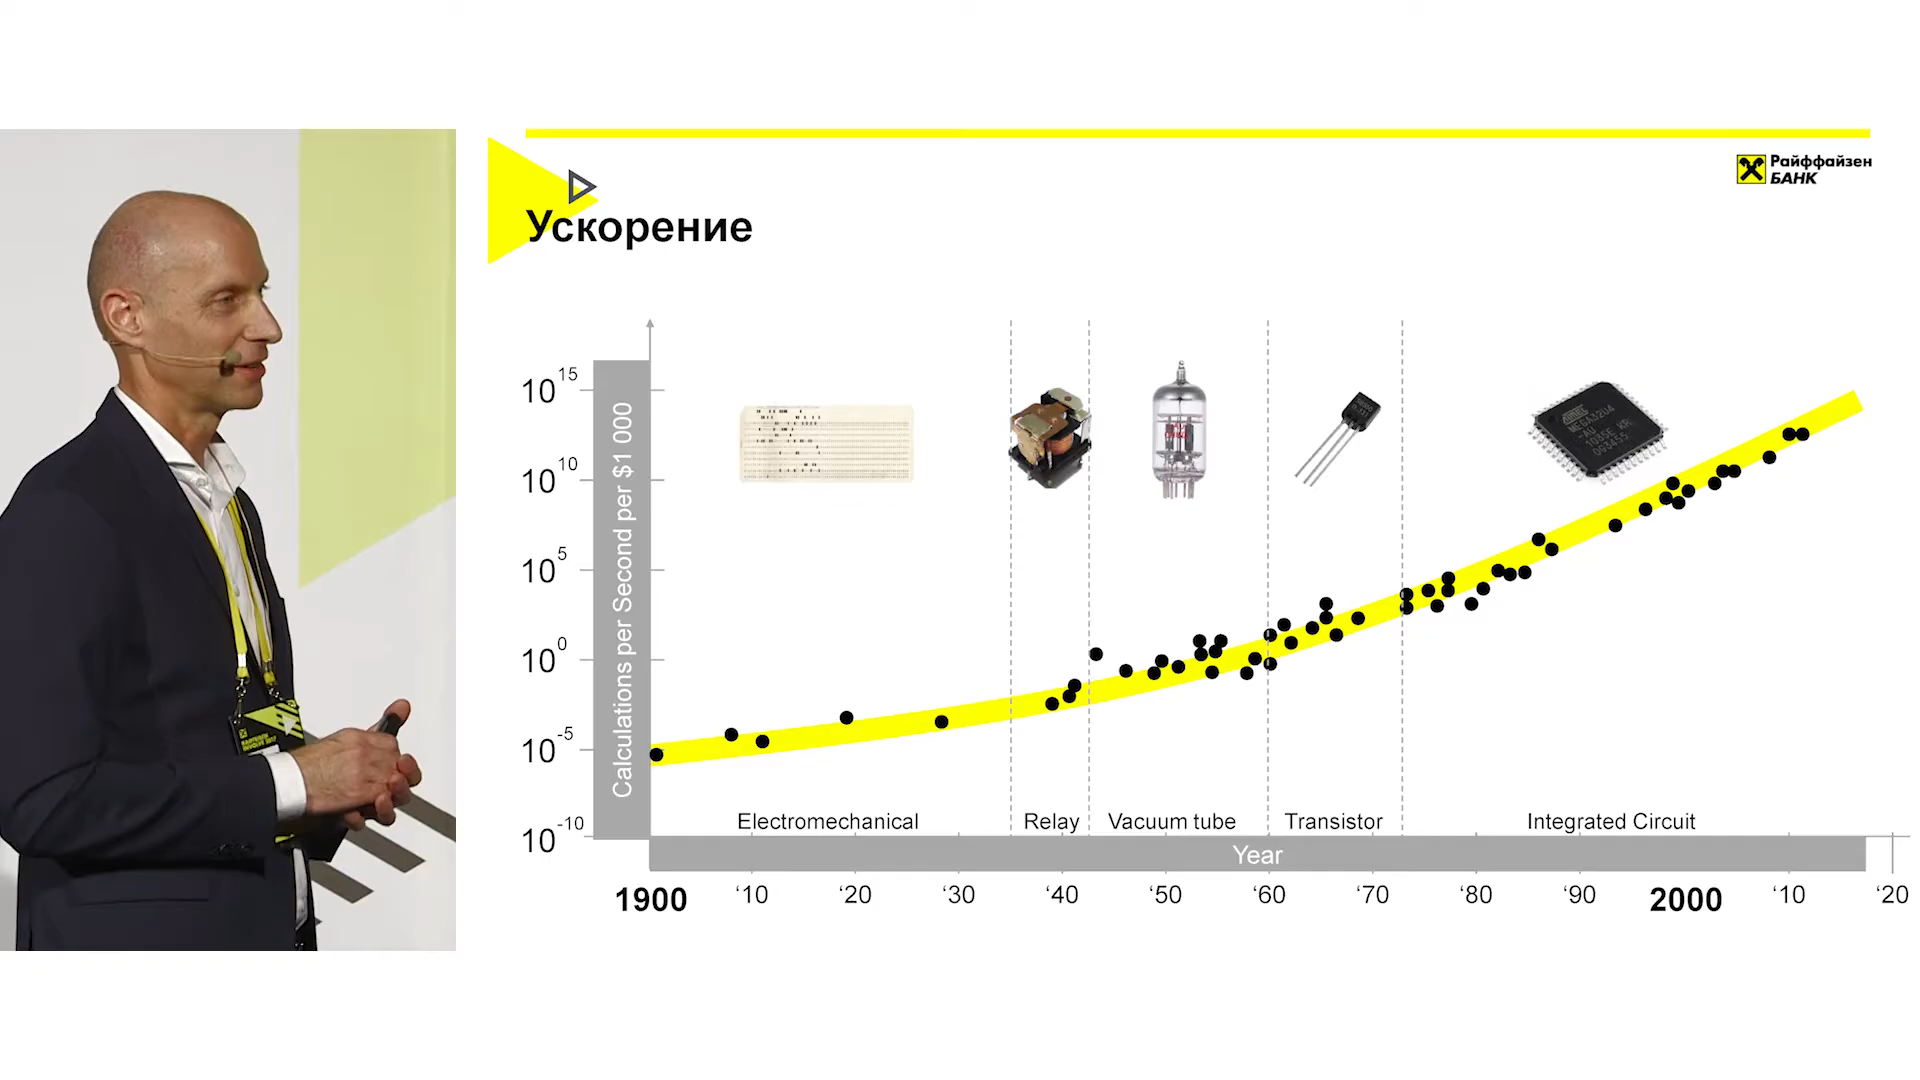 Райффайзен
БАНК
Ускорение
10^15
10^10
10^5
10^0
10^-5
10^-10
Calculations per Second per $1 000
Electromechanical
Relay
Vacuum tube
Transistor
Integrated Circuit
Year
1900
‘10
‘20
‘30
‘40
‘50
‘60
‘70
‘80
‘90
2000
‘10
‘20